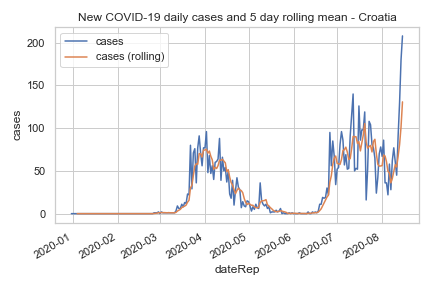 New COVID-19 daily cases and 5 day rolling mean - Croatia
cases
cases (rolling)
200
150
100
50
0
cases
2020-01
2020-02
2020-03
2020-04
2020-05
2020-06
2020-07
2020-08
dateRep